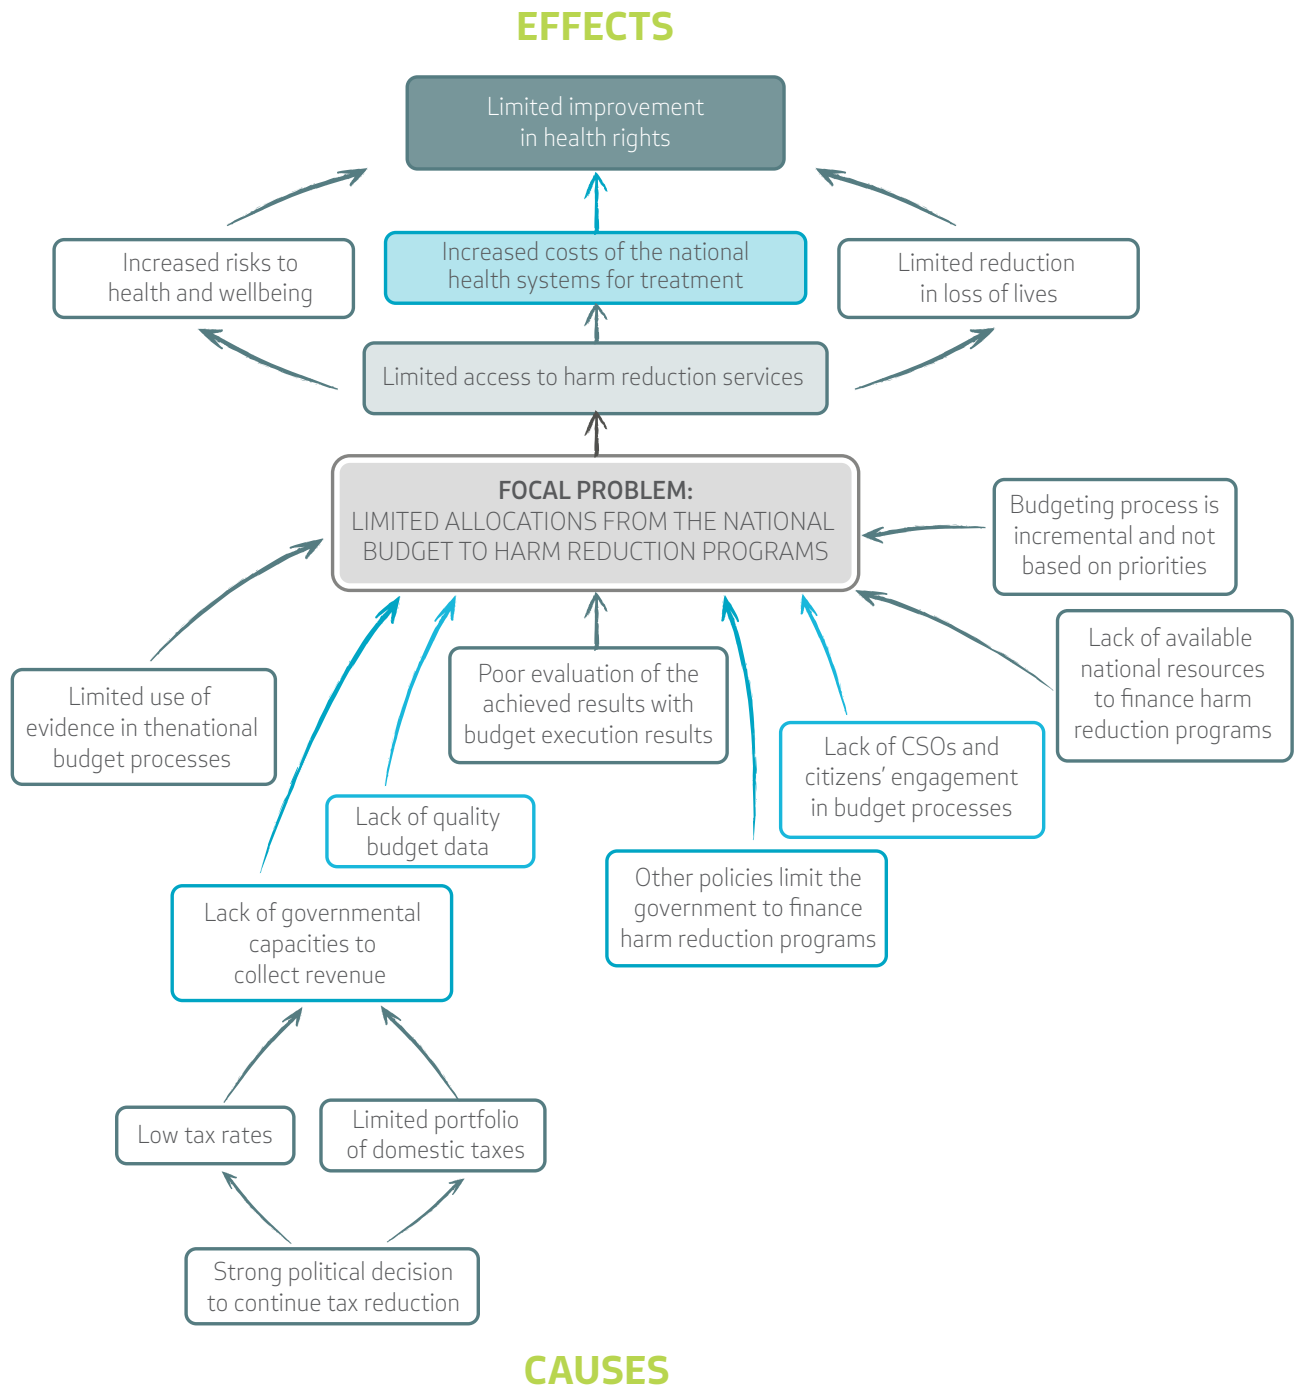 EFFECTS
Limited improvement
in health rights
Increased risks to
health and wellbeing
Increased costs of the national
health systems for treatment
Limited reduction
in loss of lives
Limited access to harm reduction services
FOCAL PROBLEM:
LIMITED ALLOCATIONS FROM THE NATIONAL
BUDGET TO HARM REDUCTION PROGRAMS
Budgeting process is
incremental and not
based on priorities
Lack of available
national resources
to finance harm
reduction programs
Limited use of
evidence in thenational
budget processes
Poor evaluation of the
achieved results with
budget execution results
Lack of CSOs and
citizens’ engagement
in budget processes
Lack of quality
budget data
Other policies limit the
government to finance
harm reduction programs
Lack of governmental
capacities to
collect revenue
Low tax rates
Limited portfolio
of domestic taxes
Strong political decision
to continue tax reduction
CAUSES